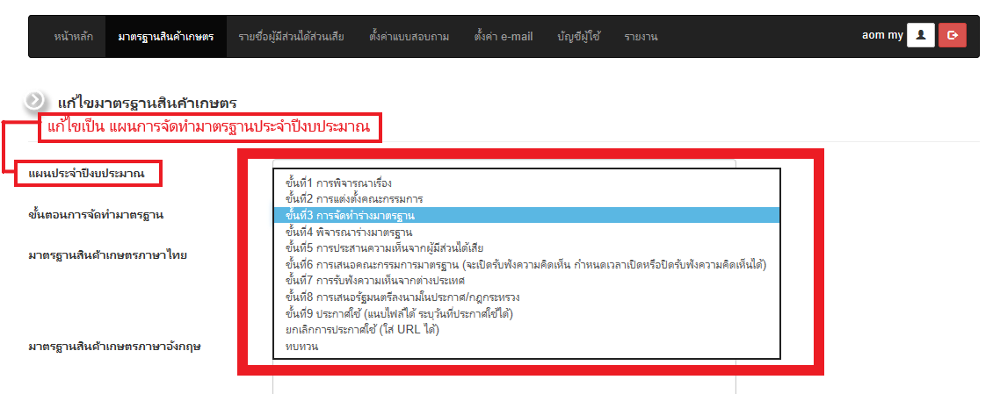 หน้าหลัก มาตรฐานสินค้าเกษตร รายชื่อผู้มีส่วนได้ส่วนเสีย ตั้งค่าแบบสอบถาม ตั้งค่า e-mail บัญชีผู้ใช้ รายงาน aom my
แก้ไขมาตรฐานสินค้าเกษตร
แก้ไขเป็น แผนการจัดทำมาตรฐานประจำปีงบประมาณ
แผนประจำปีงบประมาณ
ขั้นที่1 การพิจารณาเรื่อง
ขั้นที่2 การแต่งตั้งคณะกรรมการ
ขั้นตอนการจัดทำมาตรฐาน
ขั้นที่3 การจัดทำร่างมาตรฐาน
ขั้นที่4 พิจารณาร่างมาตรฐาน
ขั้นที่5 การประสานความเห็นจากผู้มีส่วนได้เสีย
มาตรฐานสินค้าเกษตรภาษาไทย
ขั้นที่6 การเสนอคณะกรรมการมาตรฐาน (จะเปิดรับฟังความคิดเห็น กำหนดเวลาเปิดหรือปิดรับฟังความคิดเห็นได้)
ขั้นที่7 การรับฟังความเห็นจากต่างประเทศ
ขั้นที่8 การเสนอรัฐมนตรีลงนามในประกาศ/กฎกระทรวง
ขั้นที่9 ประกาศใช้ (แนบไฟล์ได้ ระบุวันที่ประกาศใช้ได้)
ยกเลิกการประกาศใช้ (ใส่ URL ได้)
ทบทวน
มาตรฐานสินค้าเกษตรภาษาอังกฤษ